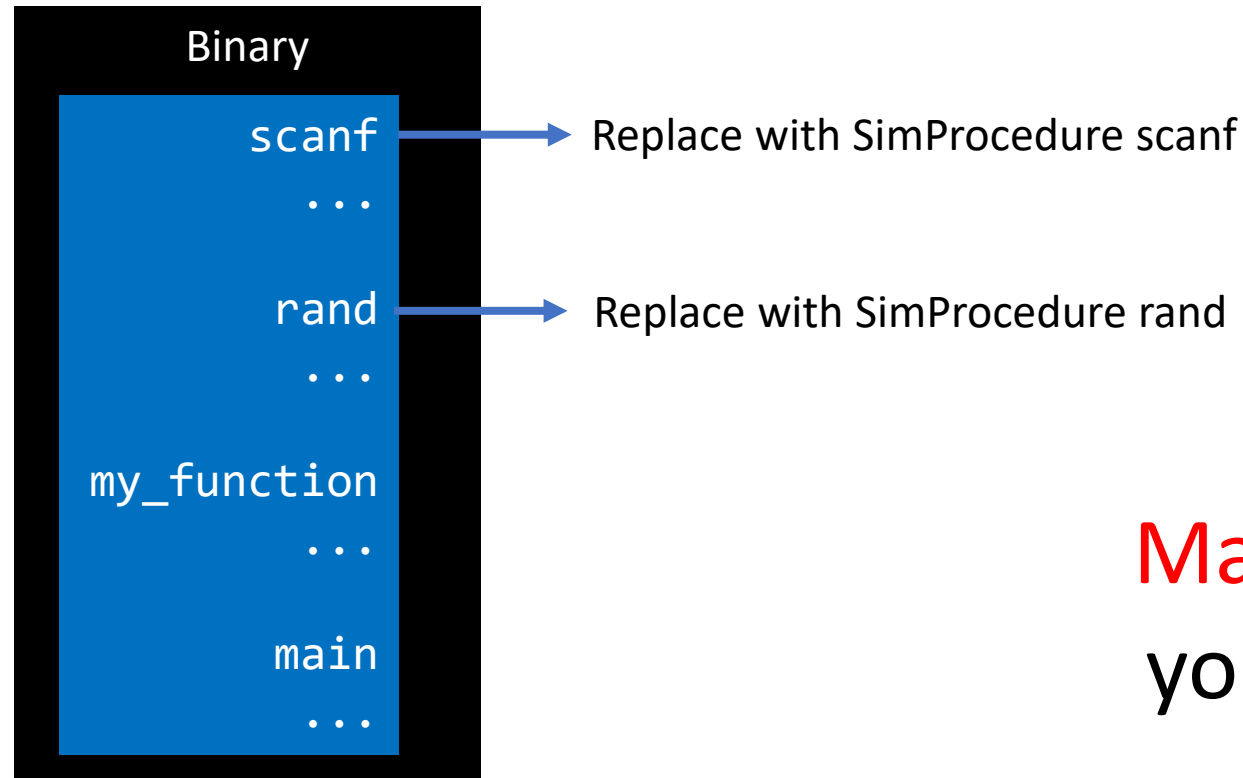 Binary
scanf
Replace with SimProcedure scanf
...
rand
Replace with SimProcedure rand
...
my_function
...
main
...